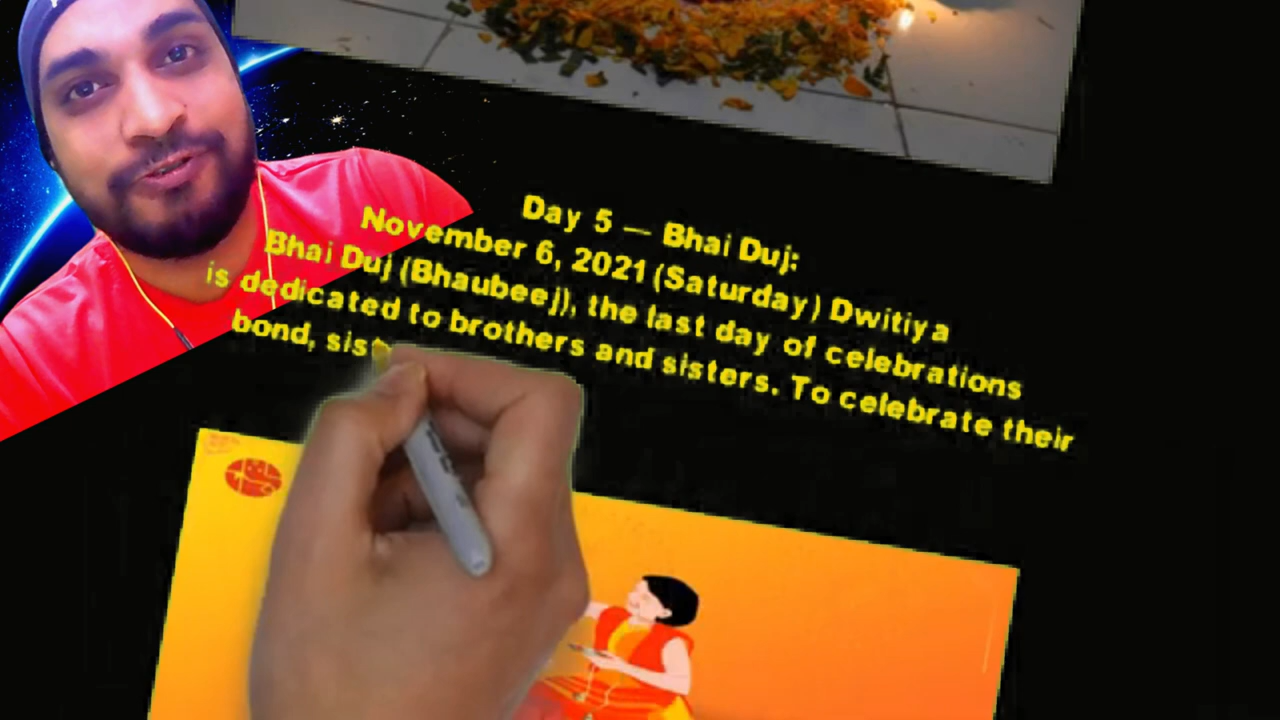 Day 5 — Bhai Duj:
November 6, 2021 (Saturday) Dwitiya
Bhai Duj (Bhaubeej), the last day of celebrations
is dedicated to brothers and sisters. To celebrate their
bond, sist